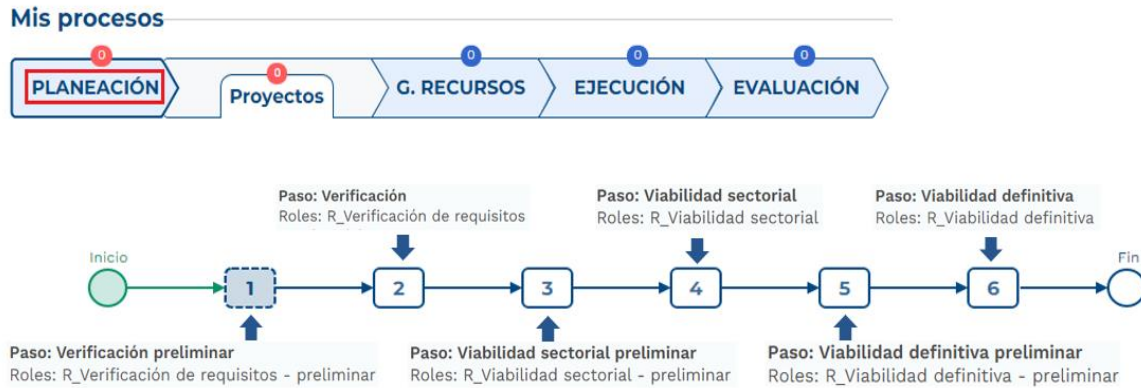 Mis procesos
0
0
0
0
0
PLANEACIÓN
Proyectos
G. RECURSOS
EJECUCIÓN
EVALUACIÓN
Paso: Verificación
Roles: R_Verificación de requisitos
Paso: Viabilidad sectorial
Roles: R_Viabilidad sectorial
Paso: Viabilidad definitiva
Roles: R_Viabilidad definitiva
Inicio
1
2
3
4
5
6
Fin
Paso: Verificación preliminar
Roles: R_Verificación de requisitos - preliminar
Paso: Viabilidad sectorial preliminar
Roles: R_Viabilidad sectorial - preliminar
Paso: Viabilidad definitiva preliminar
Roles: R_Viabilidad definitiva - preliminar